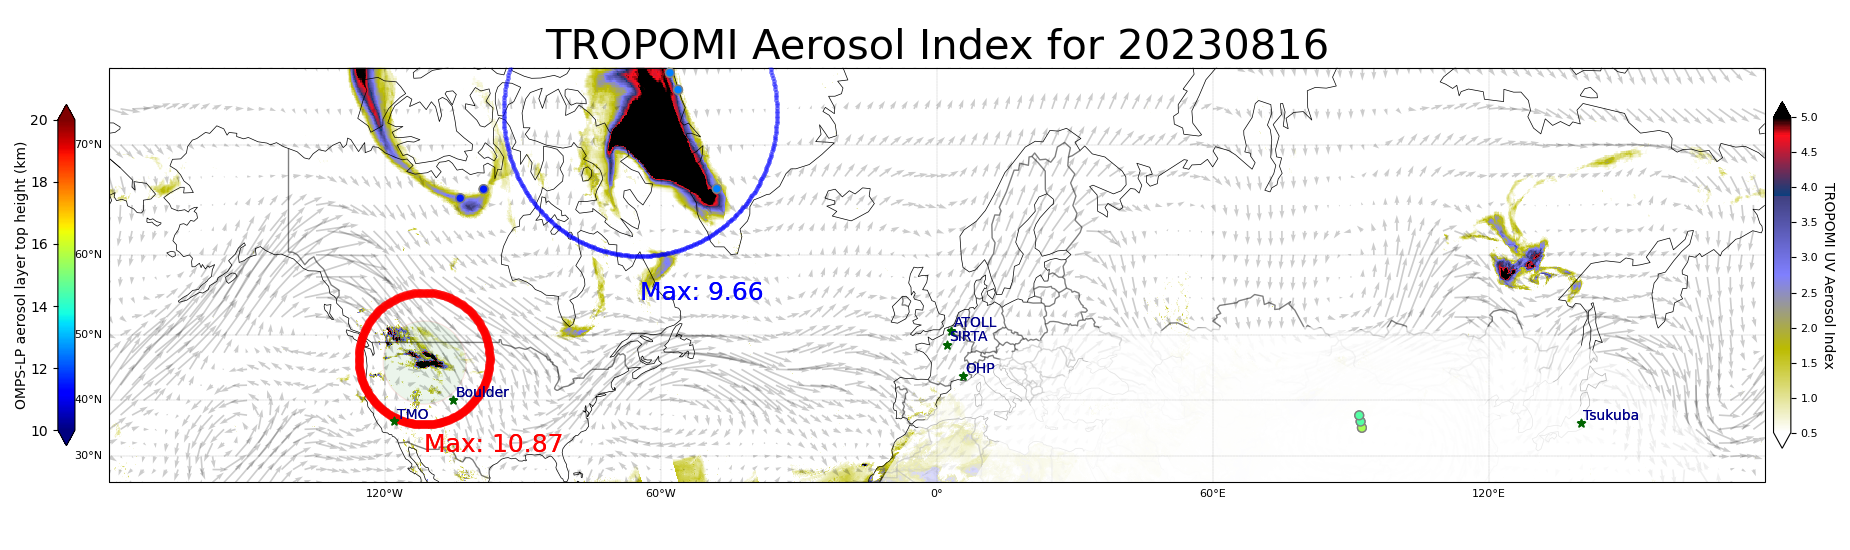 TROPOMI Aerosol Index for 20230816
OMPS-LP aerosol layer top height (km)
20
18
16
14
12
10
70°N
60°N
50°N
40°N
30°N
120°W
60°W
0°
60°E
120°E
Max: 9.66
Max: 10.87
ATOLL
SIRTA
OHP
Boulder
TMO
Tsukuba
5.0
4.5
4.0
3.5
3.0
2.5
2.0
1.5
1.0
0.5
TROPOMI UV Aerosol Index